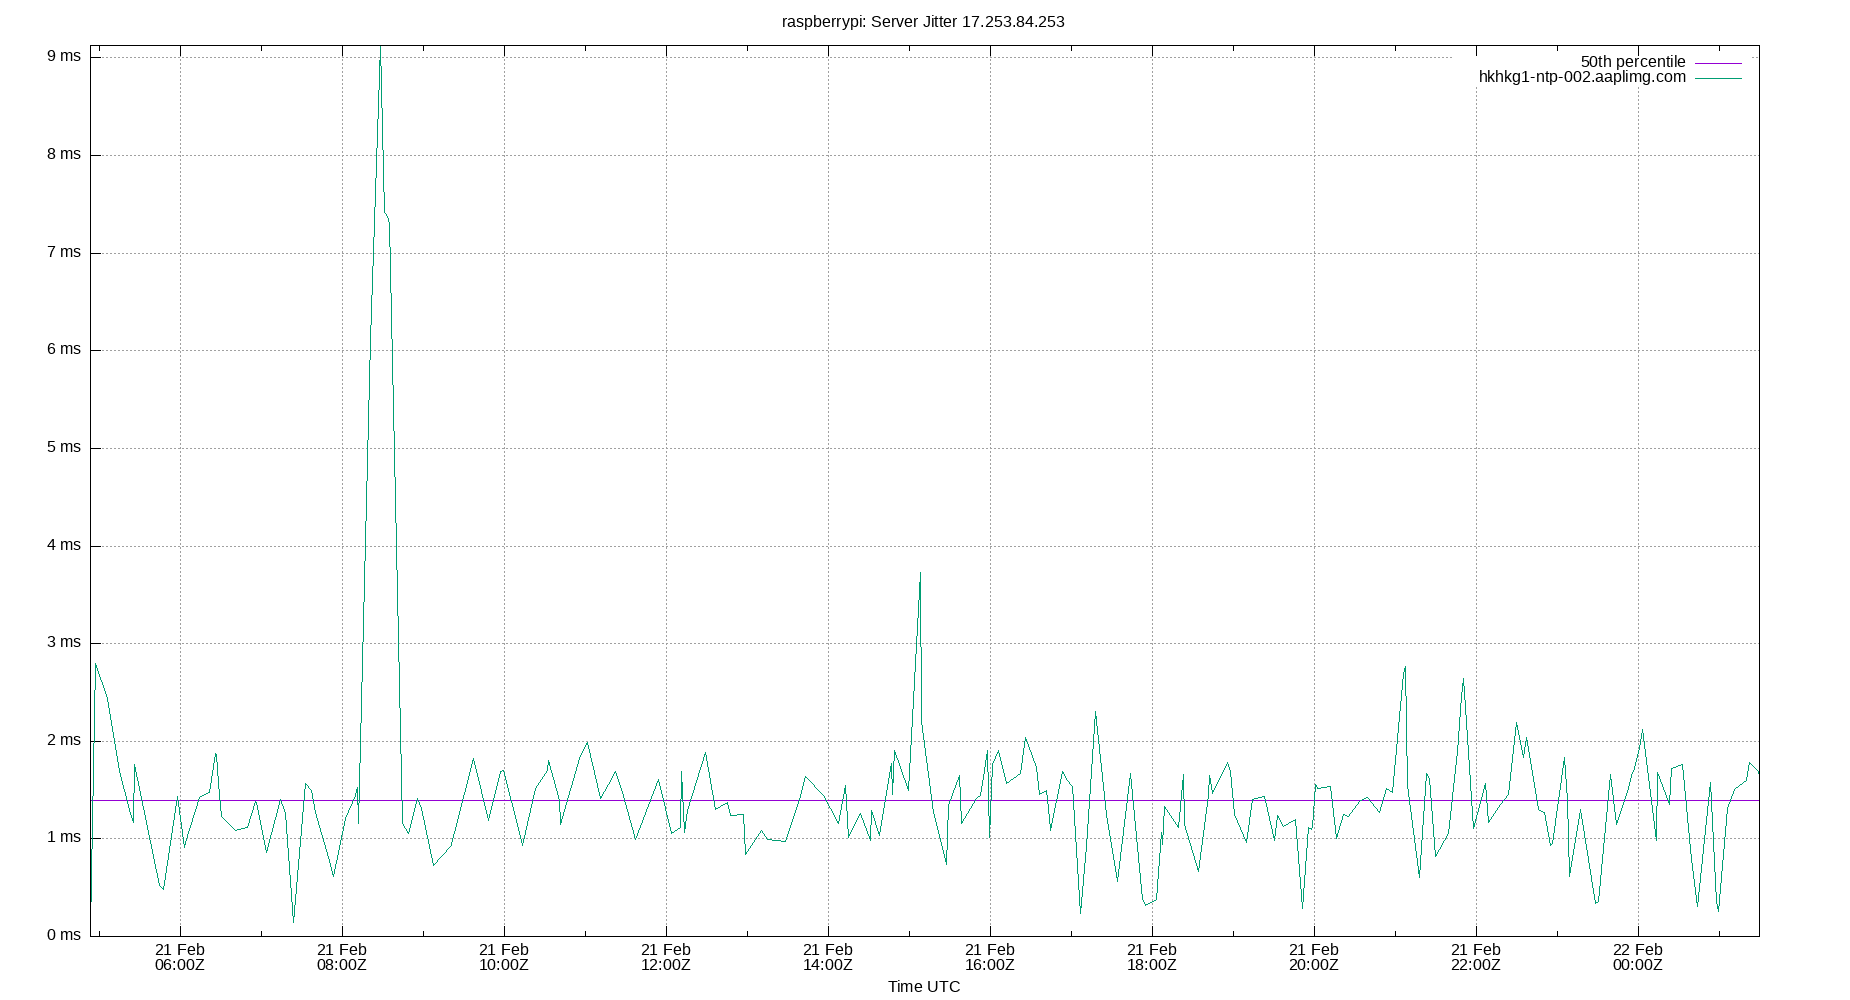 raspberrypi: Server Jitter 17.253.84.253
9 ms
8 ms
7 ms
6 ms
5 ms
4 ms
3 ms
2 ms
1 ms
0 ms
50th percentile
hkhkg1-ntp-002.aaplimg.com
21 Feb
06:00Z
21 Feb
08:00Z
21 Feb
10:00Z
21 Feb
12:00Z
21 Feb
14:00Z
21 Feb
16:00Z
21 Feb
18:00Z
21 Feb
20:00Z
21 Feb
22:00Z
22 Feb
00:00Z
Time UTC